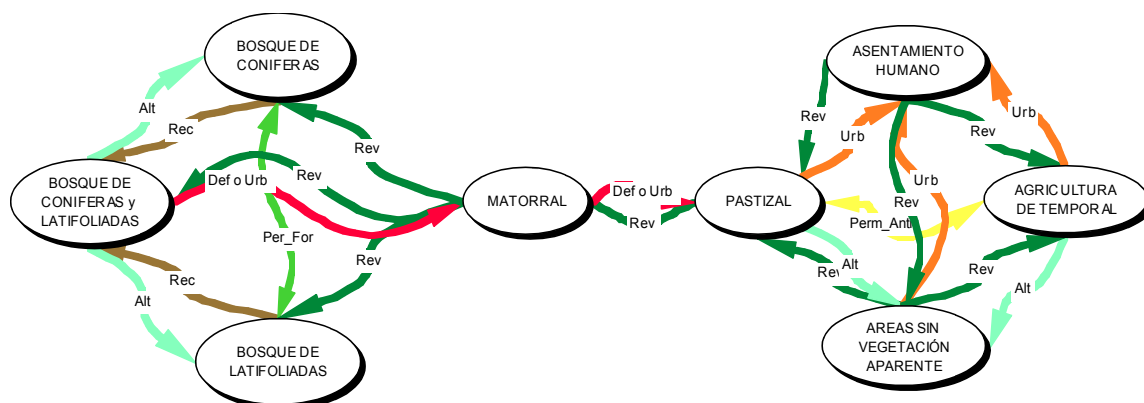 BOSQUE DE
CONIFERAS
Alt
Rec
BOSQUE DE
CONIFERAS y
LATIFOLIADAS
Def o Urb
Rev
Rev
Per_For
Rev
Rec
Alt
BOSQUE DE
LATIFOLIADAS
MATORRAL
Def o Urb
Rev
PASTIZAL
ASENTAMIENTO
HUMANO
Rev
Urb
Rev
Urb
Urb
Rev
Perm_Anti
AGRICULTURA
DE TEMPORAL
Rev
Alt
Rev
Alt
AREAS SIN
VEGETACIÓN
APARENTE